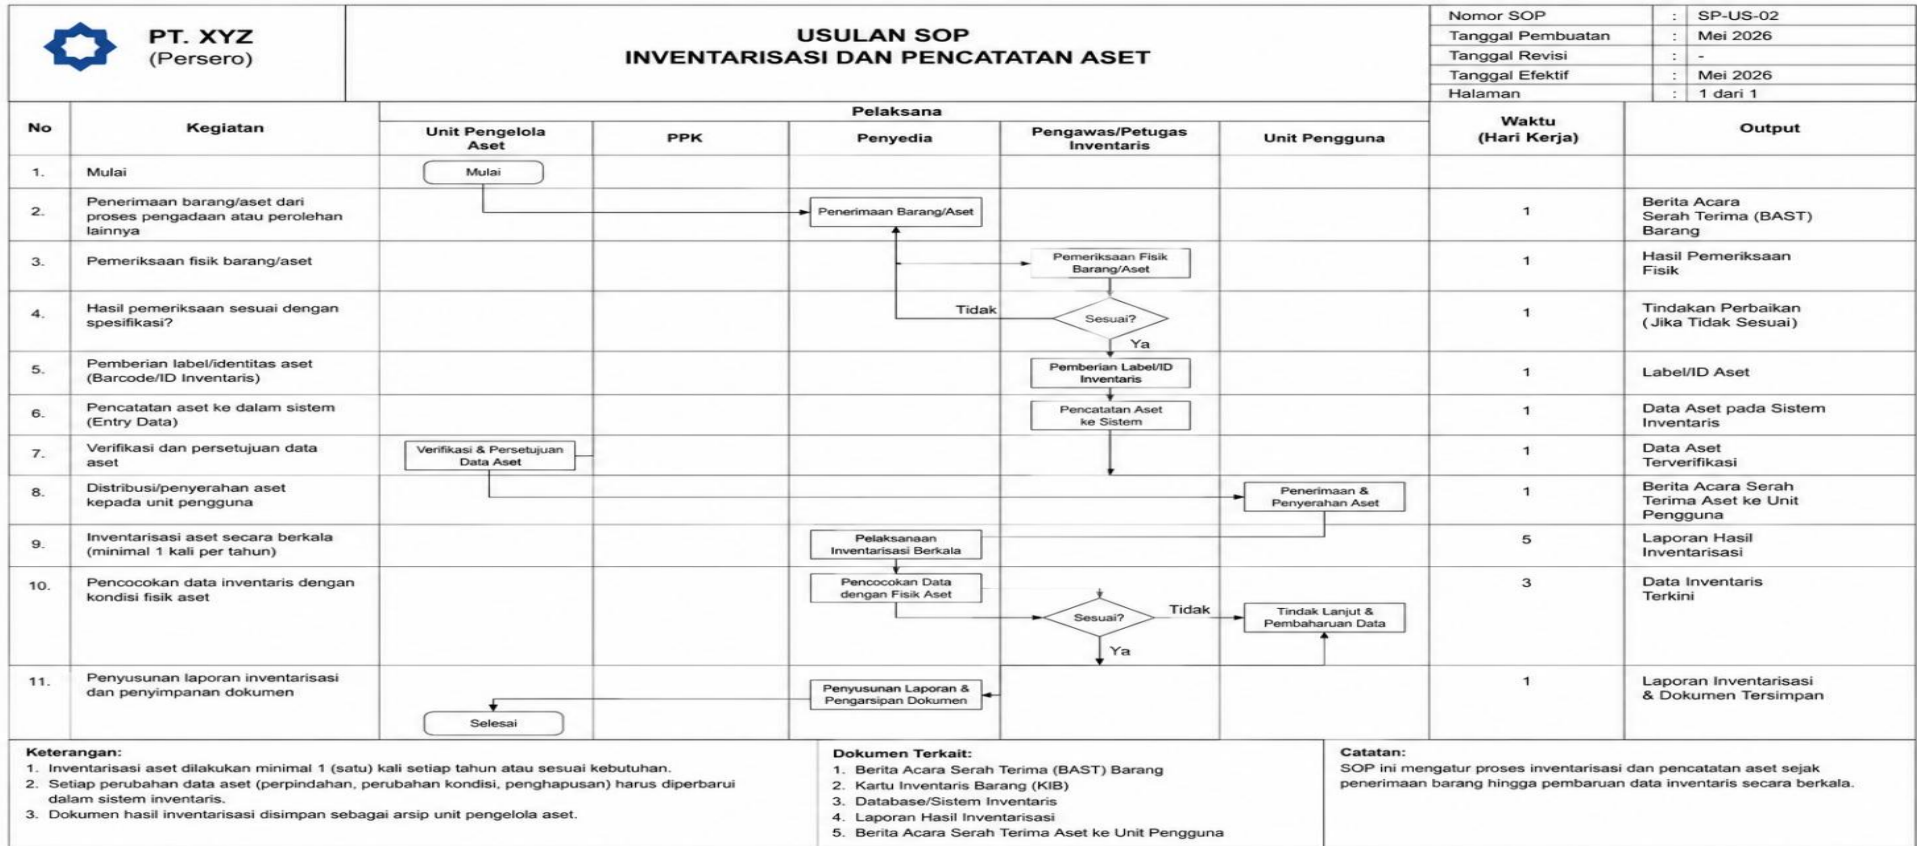 PT. XYZ
(Persero)
USULAN SOP
INVENTARISASI DAN PENCATATAN ASET
Nomor SOP : SP-US-02
Tanggal Pembuatan : Mei 2026
Tanggal Revisi : -
Tanggal Efektif : Mei 2026
Halaman : 1 dari 1
No
Kegiatan
Pelaksana
Unit Pengelola
Aset
PPK
Penyedia
Pengawas/Petugas
Inventaris
Unit Pengguna
Waktu
(Hari Kerja)
Output
1.
Mulai
Mulai
2.
Penerimaan barang/aset dari
proses pengadaan atau perolehan
lainnya
Penerimaan Barang/Aset
1
Berita Acara
Serah Terima (BAST)
Barang
3.
Pemeriksaan fisik barang/aset
Pemeriksaan Fisik
Barang/Aset
1
Hasil Pemeriksaan
Fisik
4.
Hasil pemeriksaan sesuai dengan
spesifikasi?
Tidak
Sesuai?
Ya
1
Tindakan Perbaikan
(Jika Tidak Sesuai)
5.
Pemberian label/identitas aset
(Barcode/ID Inventaris)
Pemberian Label/ID
Inventaris
1
Label/ID Aset
6.
Pencatatan aset ke dalam sistem
(Entry Data)
Pencatatan Aset
ke Sistem
1
Data Aset pada Sistem
Inventaris
7.
Verifikasi dan persetujuan data
aset
Verifikasi & Persetujuan
Data Aset
1
Data Aset
Terverifikasi
8.
Distribusi/penyerahan aset
kepada unit pengguna
Penerimaan &
Penyerahan Aset
1
Berita Acara Serah
Terima Aset ke Unit
Pengguna
9.
Inventarisasi aset secara berkala
(minimal 1 kali per tahun)
Pelaksanaan
Inventarisasi Berkala
5
Laporan Hasil
Inventarisasi
10.
Pencocokan data inventaris dengan
kondisi fisik aset
Pencocokan Data
dengan Fisik Aset
Sesuai?
Tidak
Ya
Tindak Lanjut &
Pembaharuan Data
3
Data Inventaris
Terkini
11.
Penyusunan laporan inventarisasi
dan penyimpanan dokumen
Penyusunan Laporan &
Pengarsipan Dokumen
Selesai
1
Laporan Inventarisasi
& Dokumen Tersimpan
Keterangan:
1. Inventarisasi aset dilakukan minimal 1 (satu) kali setiap tahun atau sesuai kebutuhan.
2. Setiap perubahan data aset (perpindahan, perubahan kondisi, penghapusan) harus diperbarui
dalam sistem inventaris.
3. Dokumen hasil inventarisasi disimpan sebagai arsip unit pengelola aset.
Dokumen Terkait:
1. Berita Acara Serah Terima (BAST) Barang
2. Kartu Inventaris Barang (KIB)
3. Database/Sistem Inventaris
4. Laporan Hasil Inventarisasi
5. Berita Acara Serah Terima Aset ke Unit Pengguna
Catatan:
SOP ini mengatur proses inventarisasi dan pencatatan aset sejak
penerimaan barang hingga pembaruan data inventaris secara berkala.